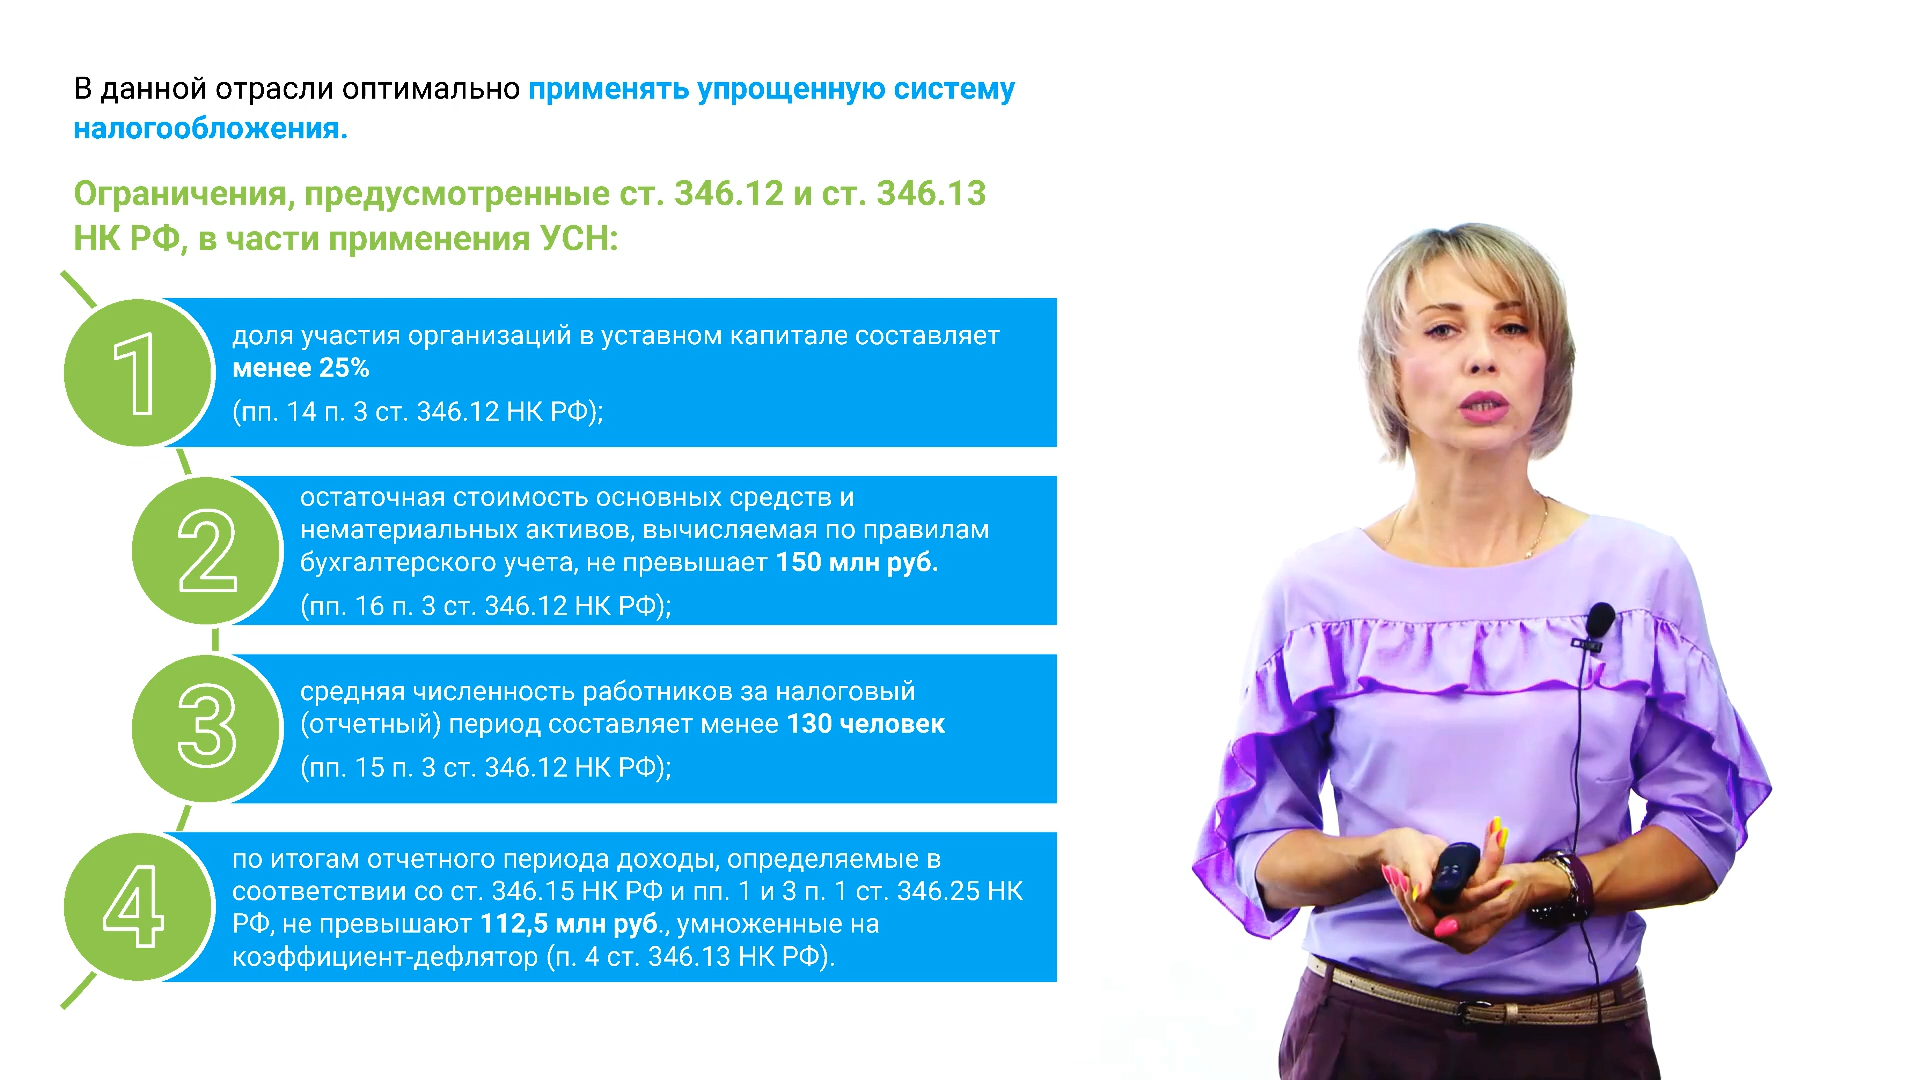 В данной отрасли оптимально применять упрощенную систему
налогообложения.
Ограничения, предусмотренные ст. 346.12 и ст. 346.13
НК РФ, в части применения УСН:
1
доля участия организаций в уставном капитале составляет
менее 25%
(пп. 14 п. 3 ст. 346.12 НК РФ);
2
остаточная стоимость основных средств и
нематериальных активов, вычисляемая по правилам
бухгалтерского учета, не превышает 150 млн руб.
(пп. 16 п. 3 ст. 346.12 НК РФ);
3
средняя численность работников за налоговый
(отчетный) период составляет менее 130 человек
(пп. 15 п. 3 ст. 346.12 НК РФ);
4
по итогам отчетного периода доходы, определяемые в
соответствии со ст. 346.15 НК РФ и пп. 1 и 3 п. 1 ст. 346.25 НК
РФ, не превышают 112,5 млн руб., умноженные на
коэффициент-дефлятор (п. 4 ст. 346.13 НК РФ).